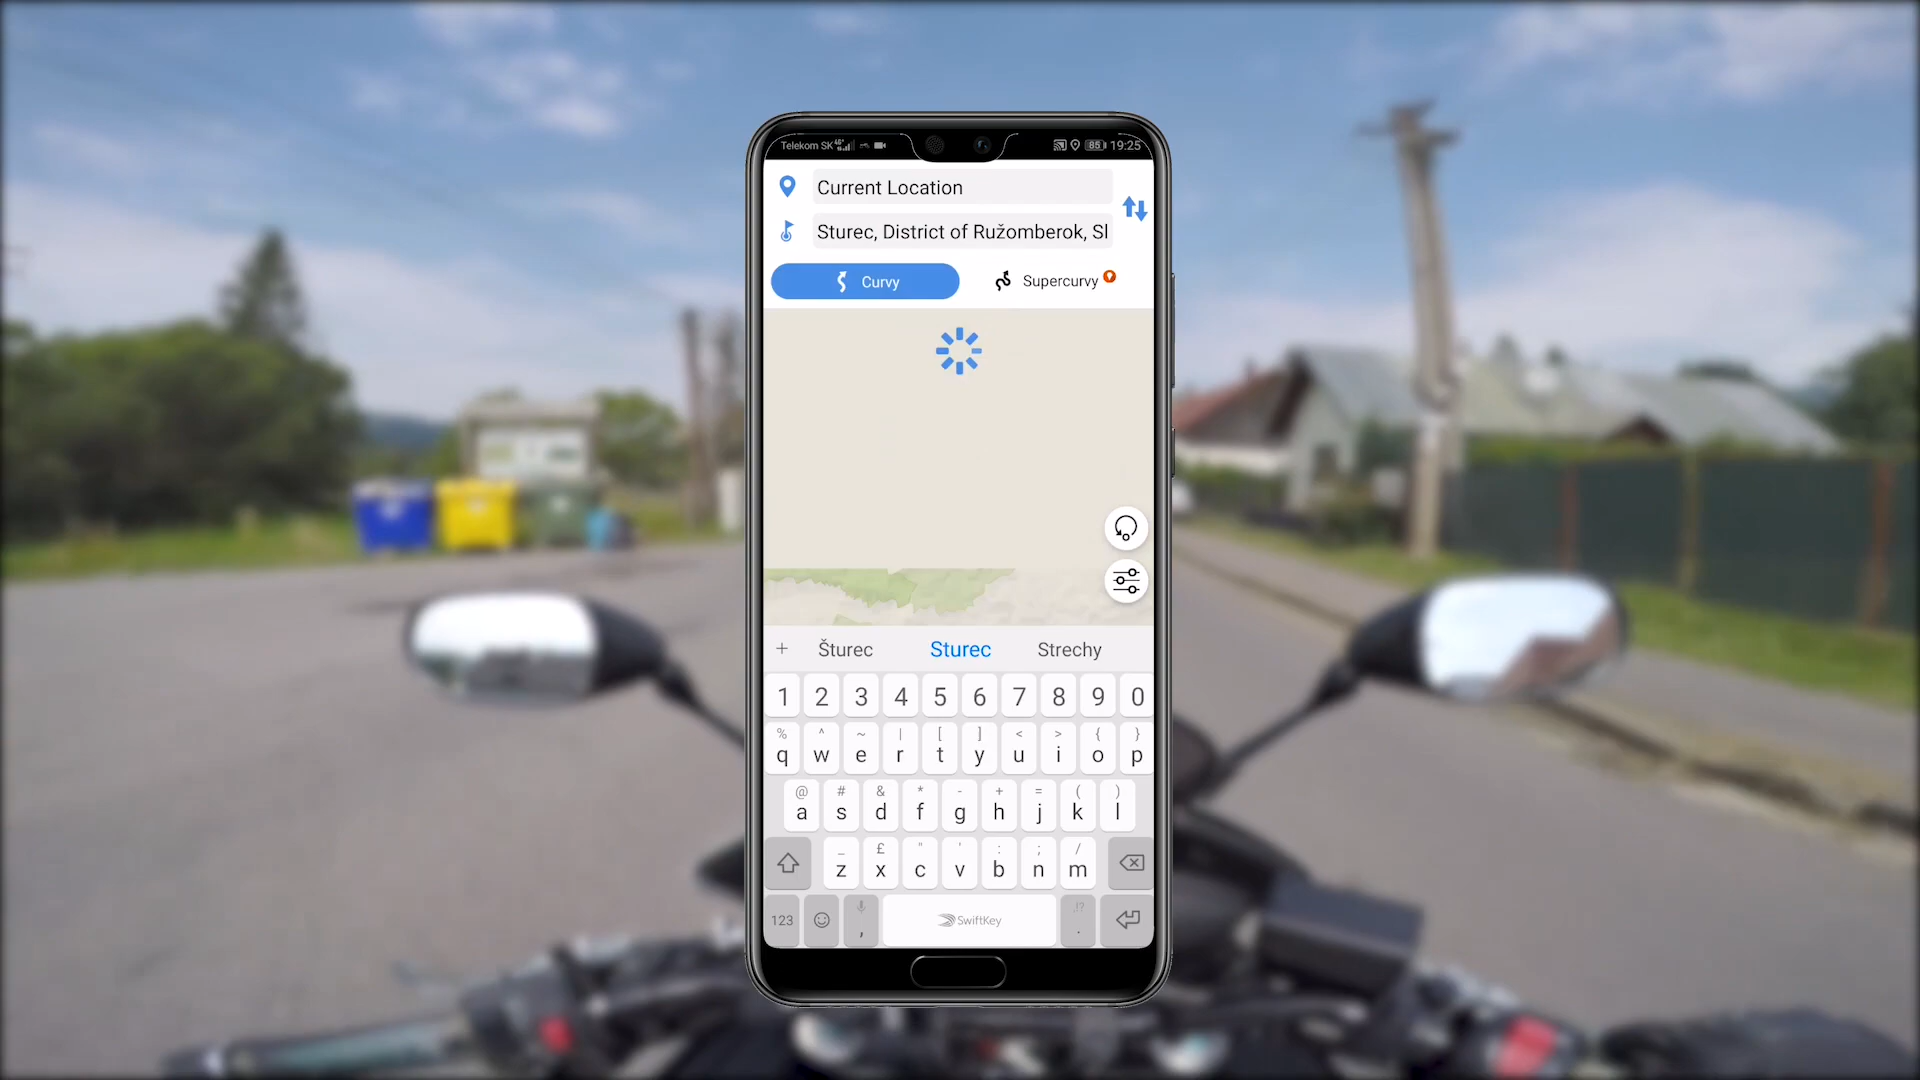 Telekom SK 85 19:25
Current Location
Sturec, District of Ružomberok, Sl
Curvy Supercurvy
+ Šturec Sturec Strechy
1 2 3 4 5 6 7 8 9 0
% ^ ~ | [ ] < > { }
q w e r t y u i o p
@ # & * - + = ( )
a s d f g h j k l
_ £ " ' : ; /
z x c v b n m
123 , SwiftKey !? .